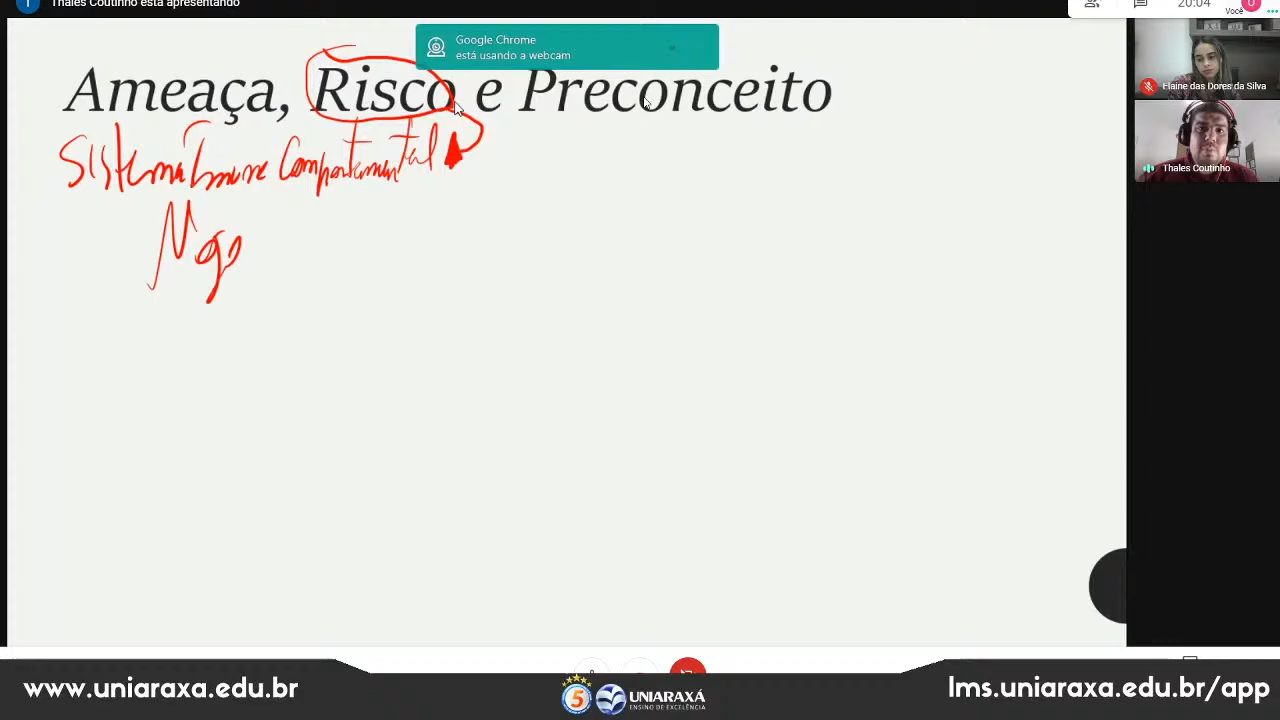 Thales Coutinho está apresentando
20:04
Você
Google Chrome
está usando a webcam
Ameaça, Risco e Preconceito
Sistema Imune Comportamental
Elaine das Dores da Silva
Thales Coutinho
www.uniaraxa.edu.br
5
UNIARAXÁ
ENSINO DE EXCELÊNCIA
lms.uniaraxa.edu.br/app